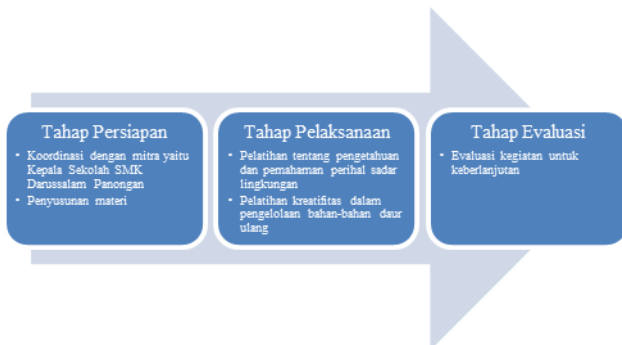 Tahap Persiapan
• Koordinasi dengan mitra yaitu
Kepala Sekolah SMK
Darussalam Panongan
• Penyusunan materi
Tahap Pelaksanaan
• Pelatihan tentang pengetahuan
dan pemahaman perihal sadar
lingkungan
• Pelatihan kreatifitas dalam
pengelolaan bahan-bahan daur
ulang
Tahap Evaluasi
• Evaluasi kegiatan untuk
keberlanjutan